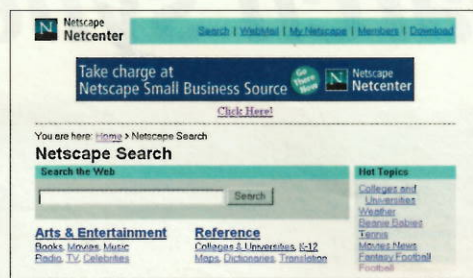 Netscape
Netcenter
Search | WebMail | My Netscape | Members | Download
Take charge at
Netscape Small Business Source
Go There Now
Netscape
Netcenter
Click Here!
You are here: Home > Netscape Search
Netscape Search
Search the Web
Search
Arts & Entertainment
Books, Movies, Music
Radio, TV, Celebrities
Reference
Colleges & Universities, K-12
Maps, Dictionaries, Translation
Hot Topics
Colleges and
Universities
Weather
Beanie Babies
Tennis
Movies News
Fantasy Football
Football